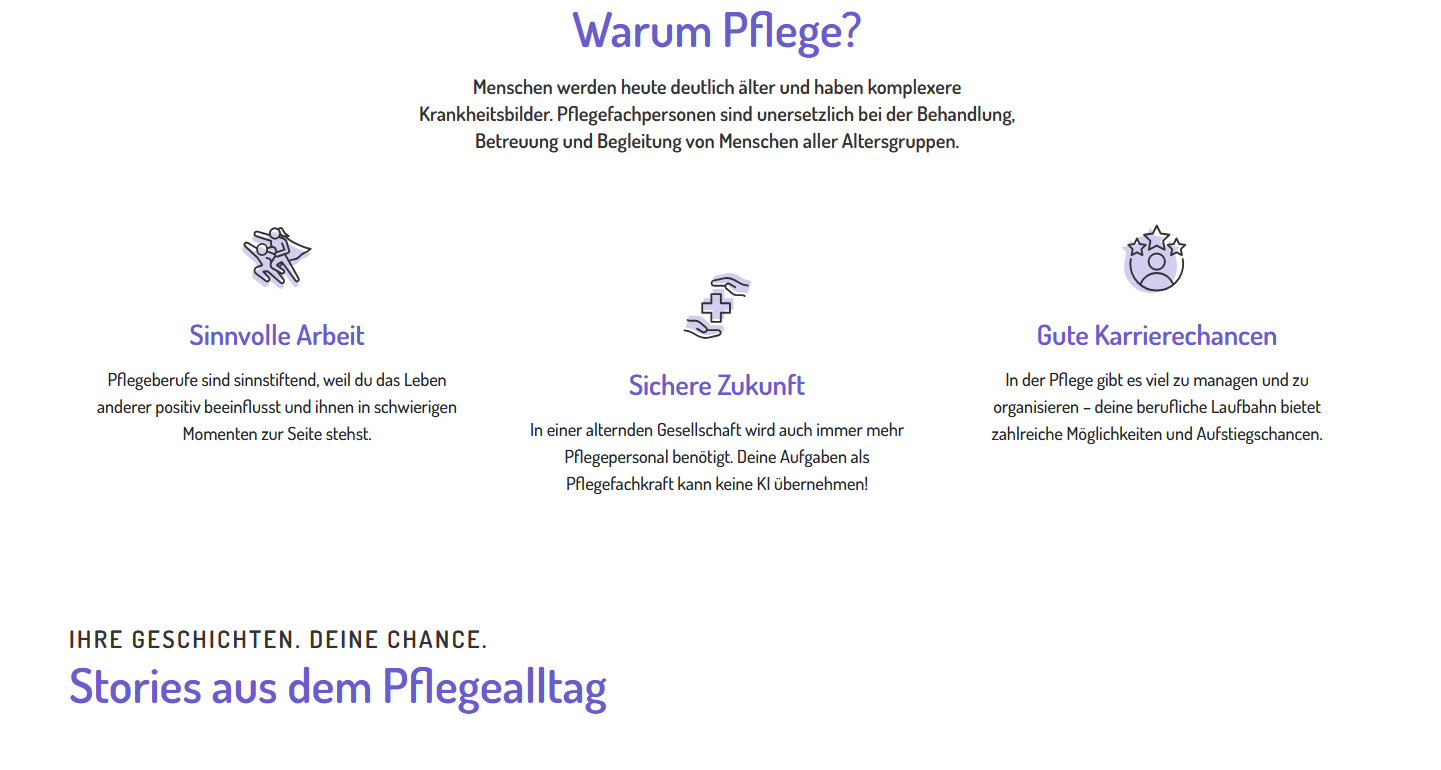 Warum Pflege?
Menschen werden heute deutlich älter und haben komplexere
Krankheitsbilder. Pflegefachpersonen sind unersetzlich bei der Behandlung,
Betreuung und Begleitung von Menschen aller Altersgruppen.
Sinnvolle Arbeit
Pflegeberufe sind sinnstiftend, weil du das Leben
anderer positiv beeinflusst und ihnen in schwierigen
Momenten zur Seite stehst.
Sichere Zukunft
In einer alternden Gesellschaft wird auch immer mehr
Pflegepersonal benötigt. Deine Aufgaben als
Pflegefachkraft kann keine KI übernehmen!
Gute Karrierechancen
In der Pflege gibt es viel zu managen und zu
organisieren – deine berufliche Laufbahn bietet
zahlreiche Möglichkeiten und Aufstiegschancen.
IHRE GESCHICHTEN. DEINE CHANCE.
Stories aus dem Pflegealltag